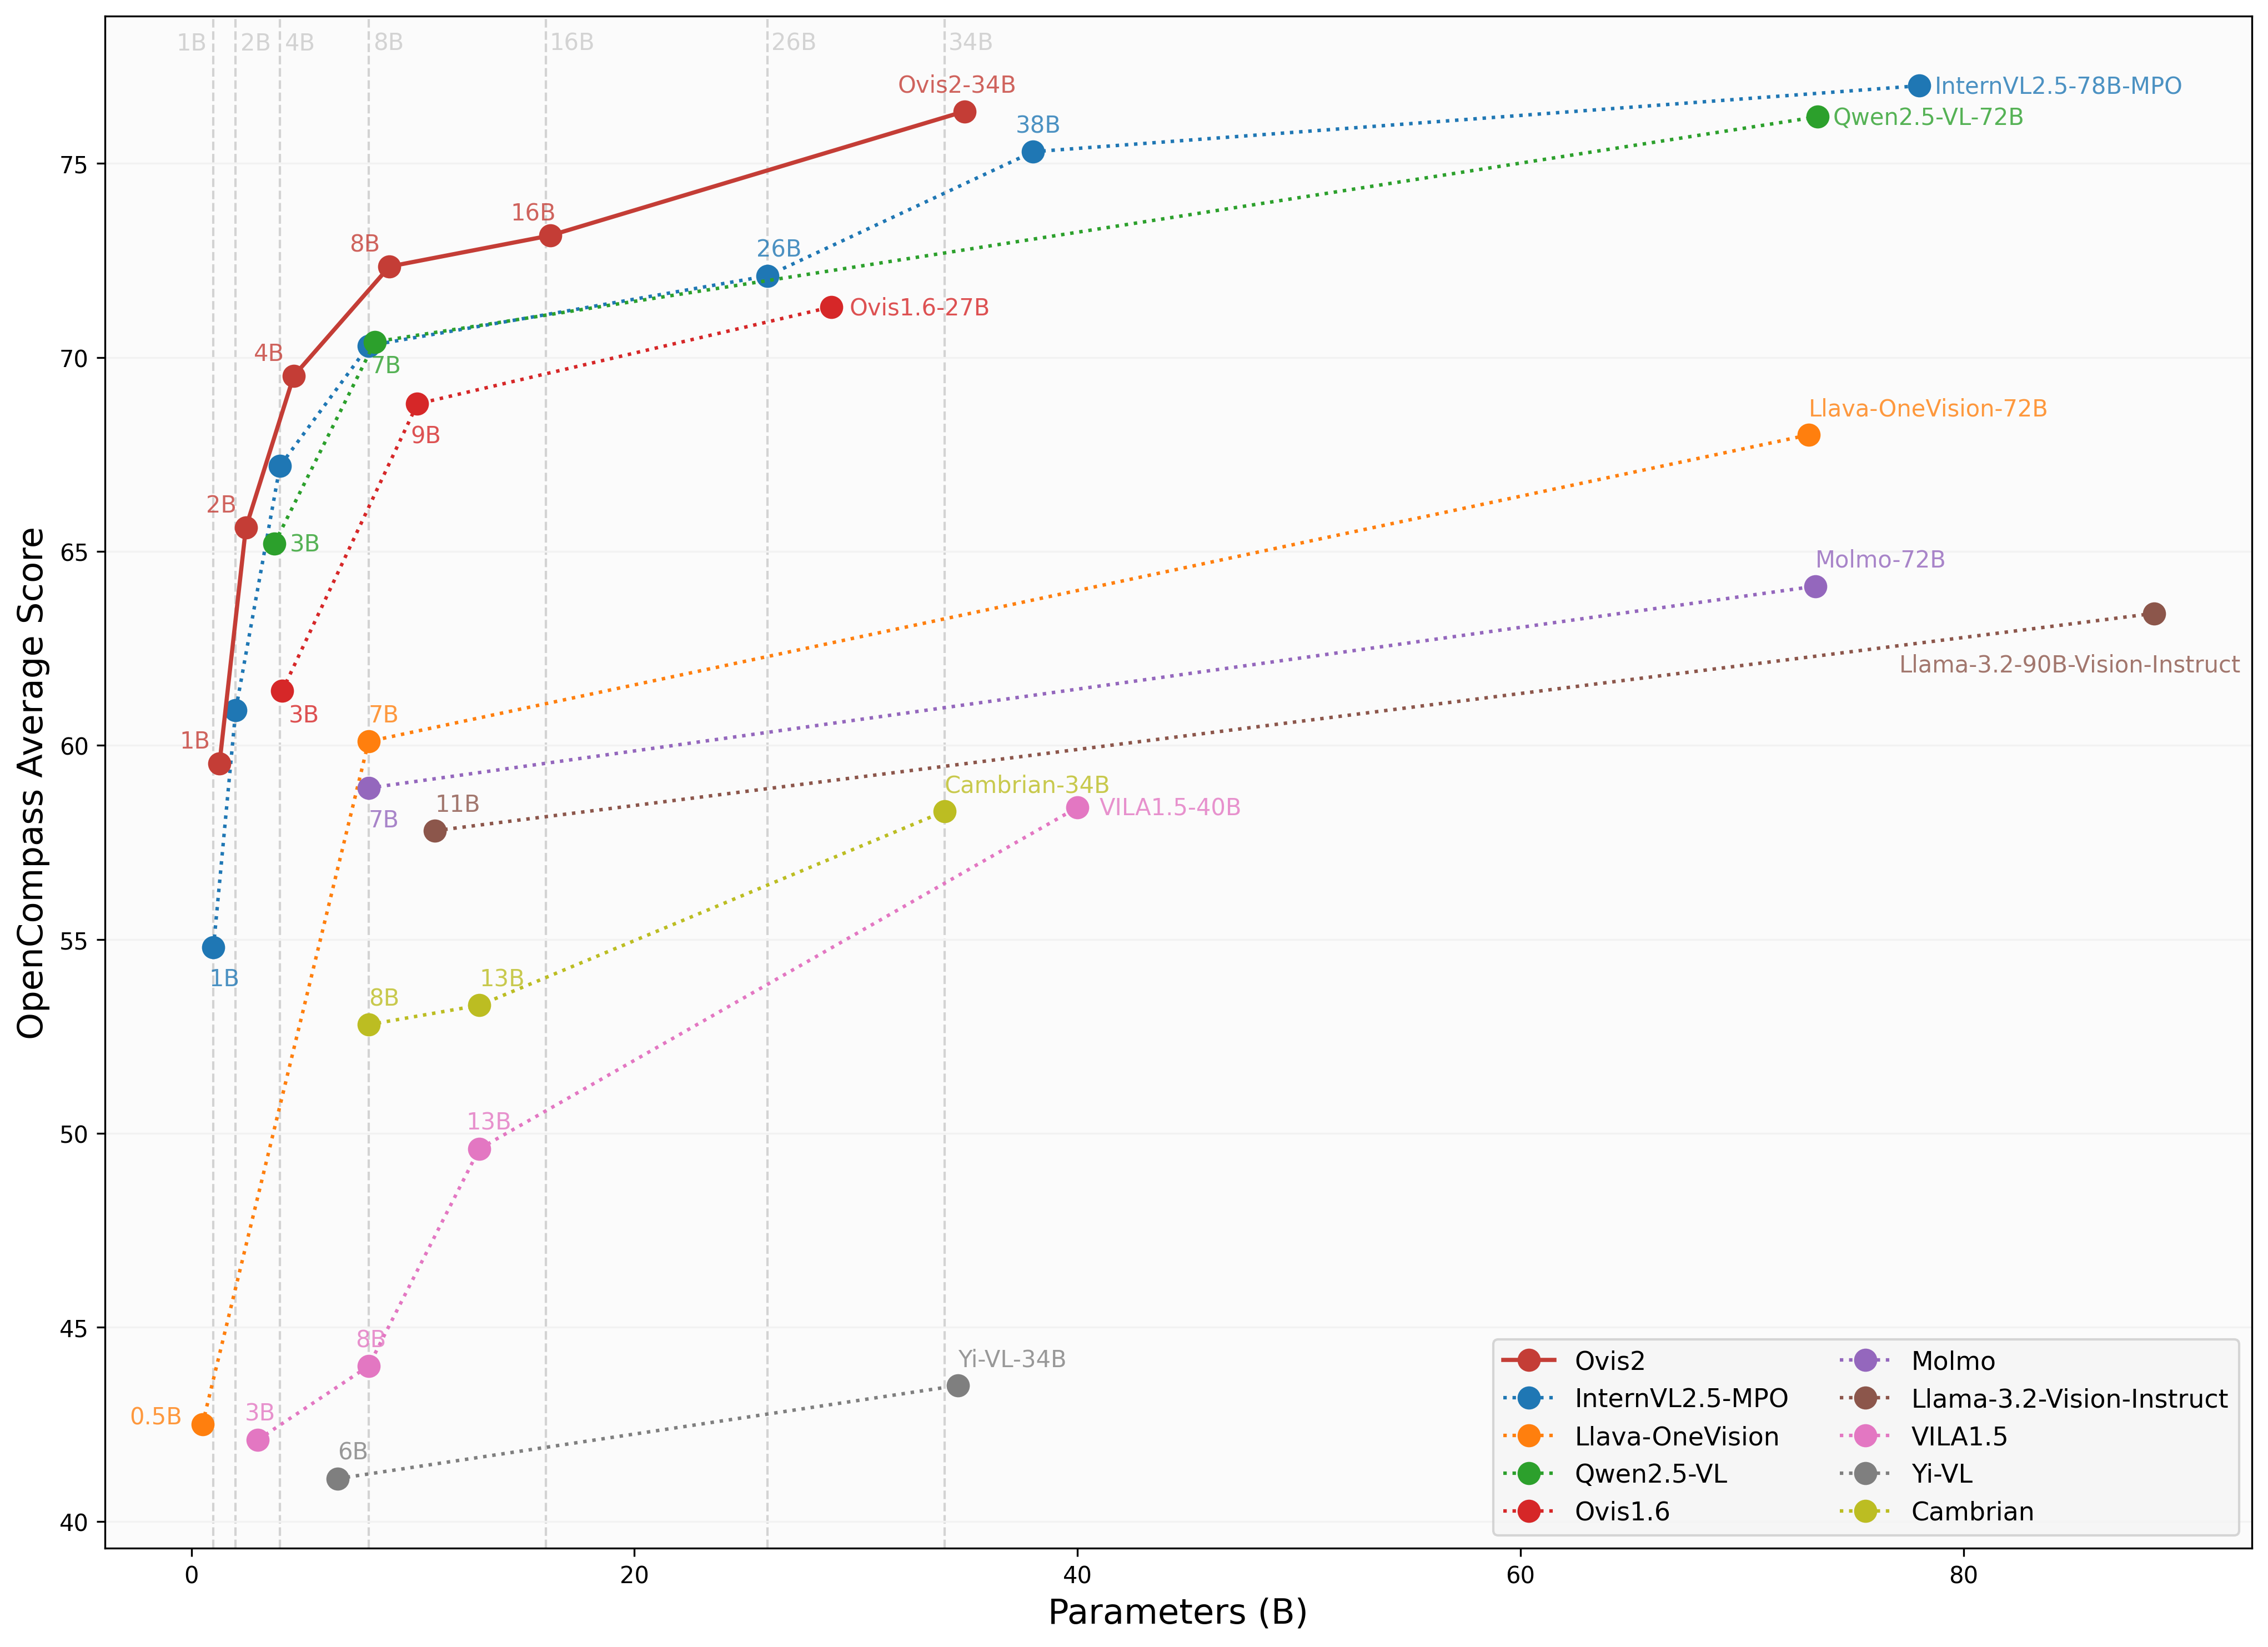 1B 2B 4B 8B 16B 26B 34B
Ovis2-34B
InternVL2.5-78B-MPO
Qwen2.5-VL-72B
38B
16B
8B
26B
Ovis1.6-27B
4B
7B
9B
Llava-OneVision-72B
2B
3B
Molmo-72B
Llama-3.2-90B-Vision-Instruct
3B
7B
1B
11B
Cambrian-34B
VILA1.5-40B
7B
1B
13B
8B
13B
8B
Yi-VL-34B
3B
0.5B
6B
75
70
65
60
55
50
45
40
OpenCompass Average Score
0 20 40 60 80
Parameters (B)
Ovis2
InternVL2.5-MPO
Llava-OneVision
Qwen2.5-VL
Ovis1.6
Molmo
Llama-3.2-Vision-Instruct
VILA1.5
Yi-VL
Cambrian